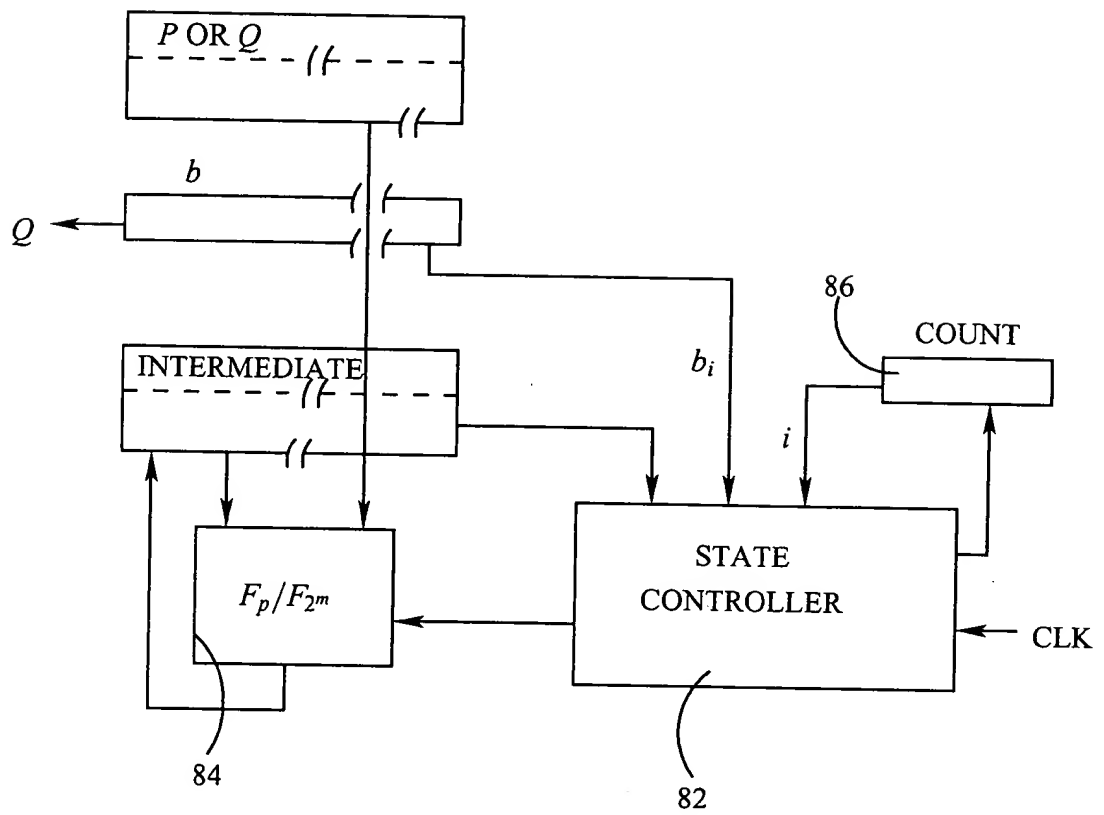 P OR Q
b
Q
86
COUNT
INTERMEDIATE
b_i
i
STATE
CONTROLLER
F_p/F_{2^m}
CLK
84
82